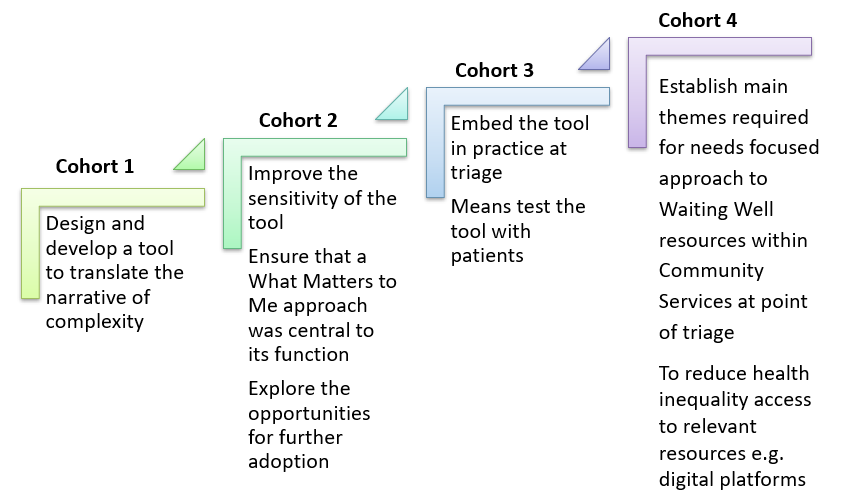 Cohort 1
Design and
develop a tool
to translate the
narrative of
complexity
Cohort 2
Improve the
sensitivity of the
tool
Ensure that a
What Matters to
Me approach
was central to
its function
Explore the
opportunities
for further
adoption
Cohort 3
Embed the tool
in practice at
triage
Means test the
tool with
patients
Cohort 4
Establish main
themes required
for needs focused
approach to
Waiting Well
resources within
Community
Services at point
of triage
To reduce health
inequality access
to relevant
resources e.g.
digital platforms